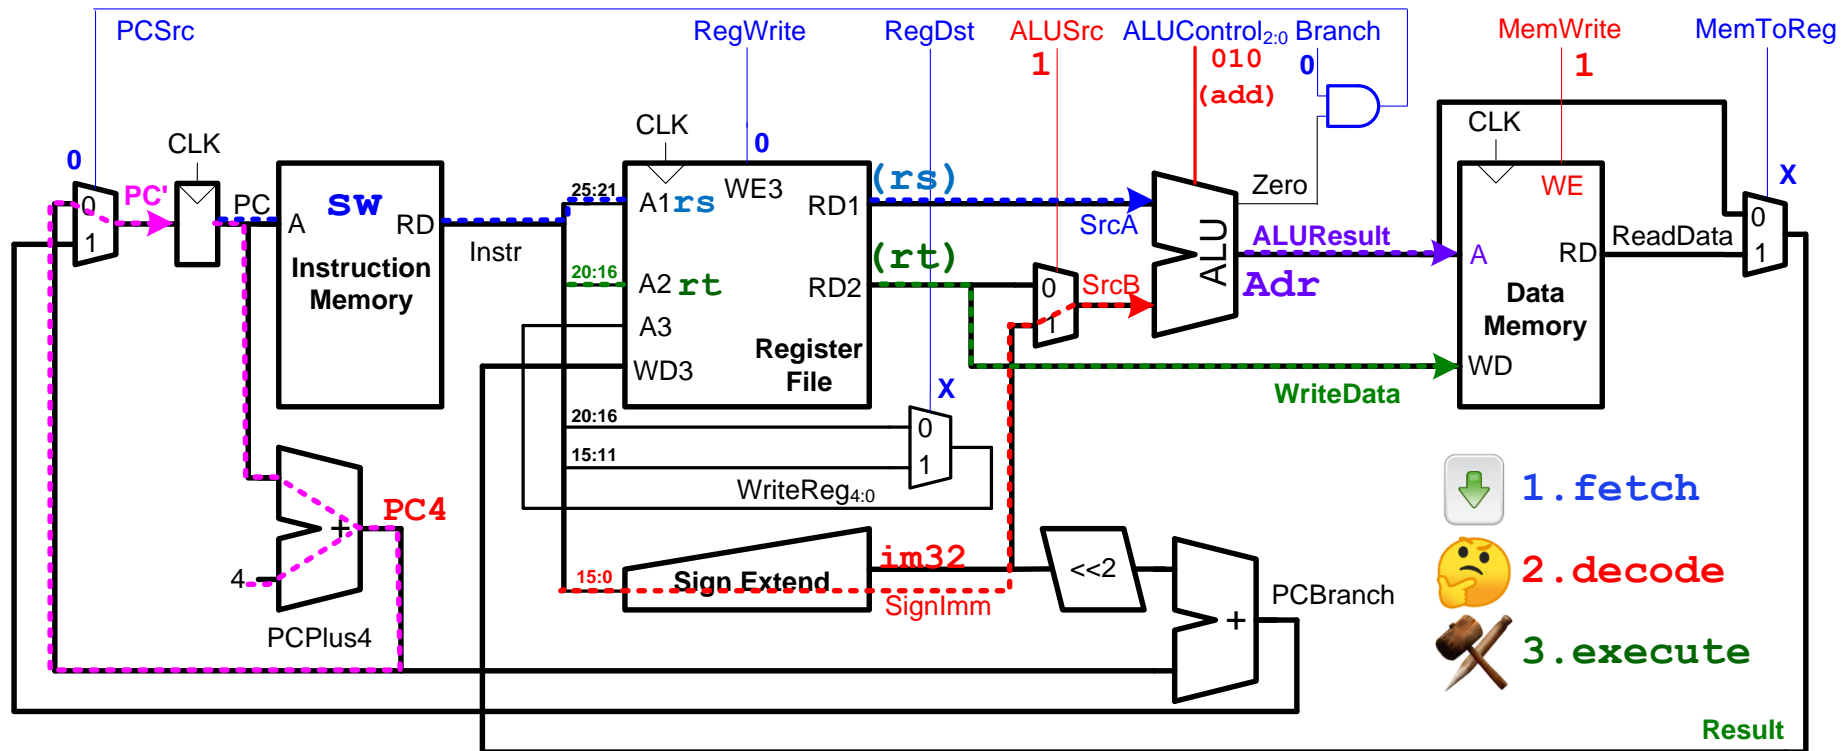 PCSrc
RegWrite
RegDst
ALUSrc
ALUControl2:0 Branch
MemWrite
MemToReg
1
010
(add)
0
1
0
CLK
PC'
PC
0
1
A
sw
RD
Instruction
Memory
Instr
CLK
0
25:21
A1 rs
WE3
RD1
(rs)
20:16
A2 rt
RD2
(rt)
A3
WD3
Register
File
SrcA
0
1
SrcB
ALU
Zero
ALUResult
Adr
CLK
WE
A
RD
Data
Memory
WD
WriteData
ReadData
X
0
1
X
20:16
15:11
0
1
WriteReg4:0
PC4
+
4
PCPlus4
15:0
Sign Extend
im32
SignImm
<<2
+
PCBranch
1.fetch
2.decode
3.execute
Result